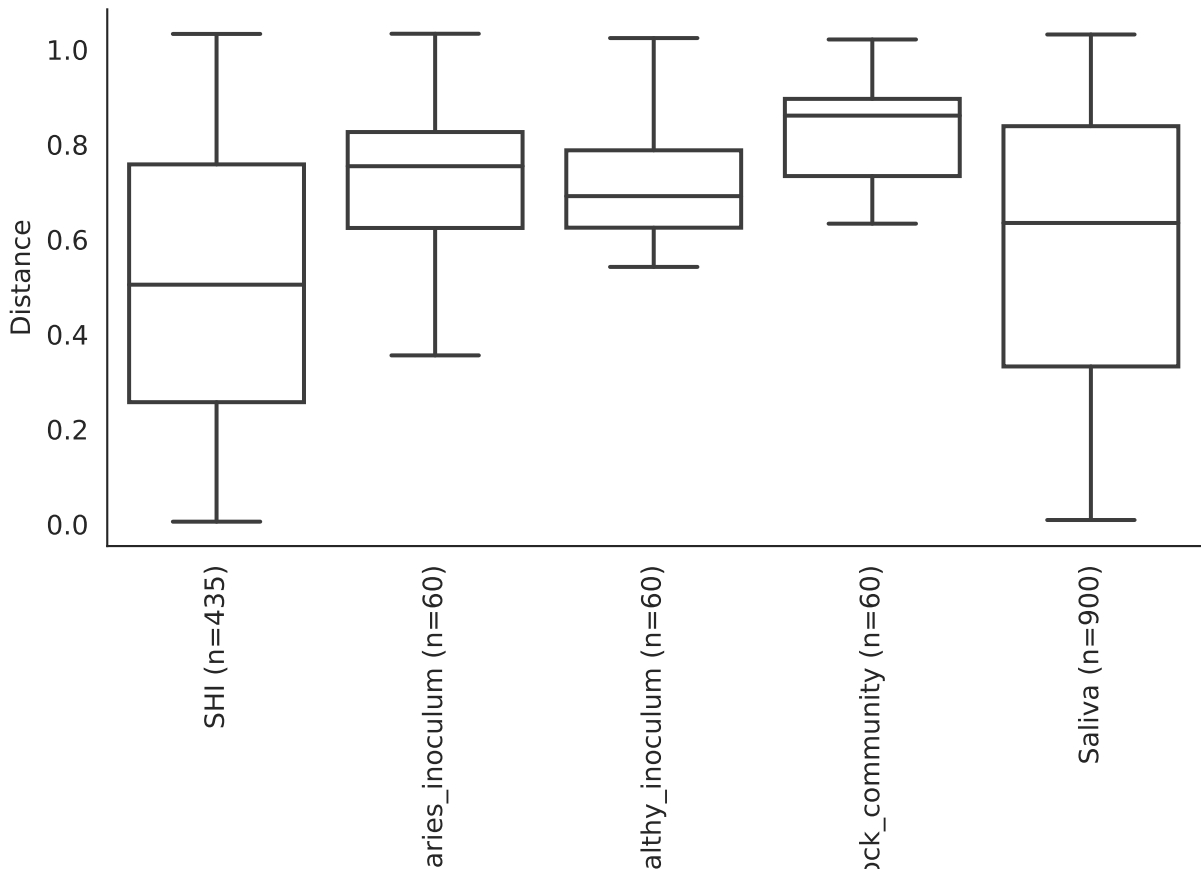 Distance
1.0
0.8
0.6
0.4
0.2
0.0
SHI (n=435)
aries_inoculum (n=60)
althy_inoculum (n=60)
ock_community (n=60)
Saliva (n=900)